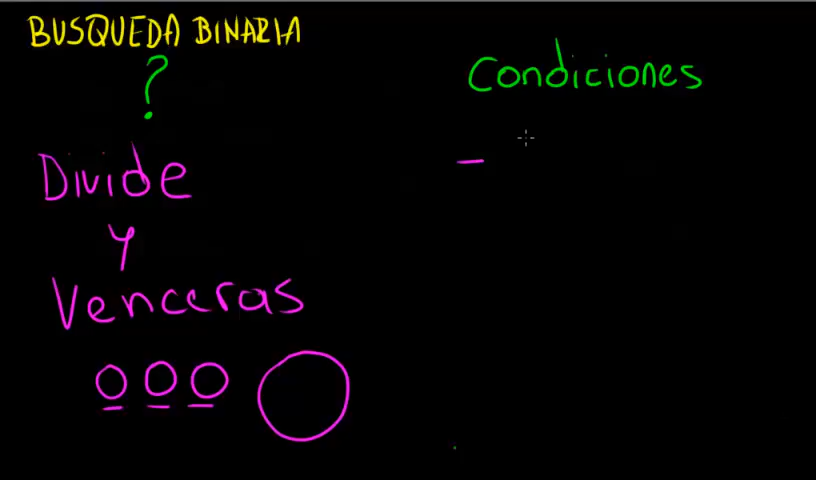 BUSQUEDA BINARIA
?
Divide
y
Venceras
Condiciones
-